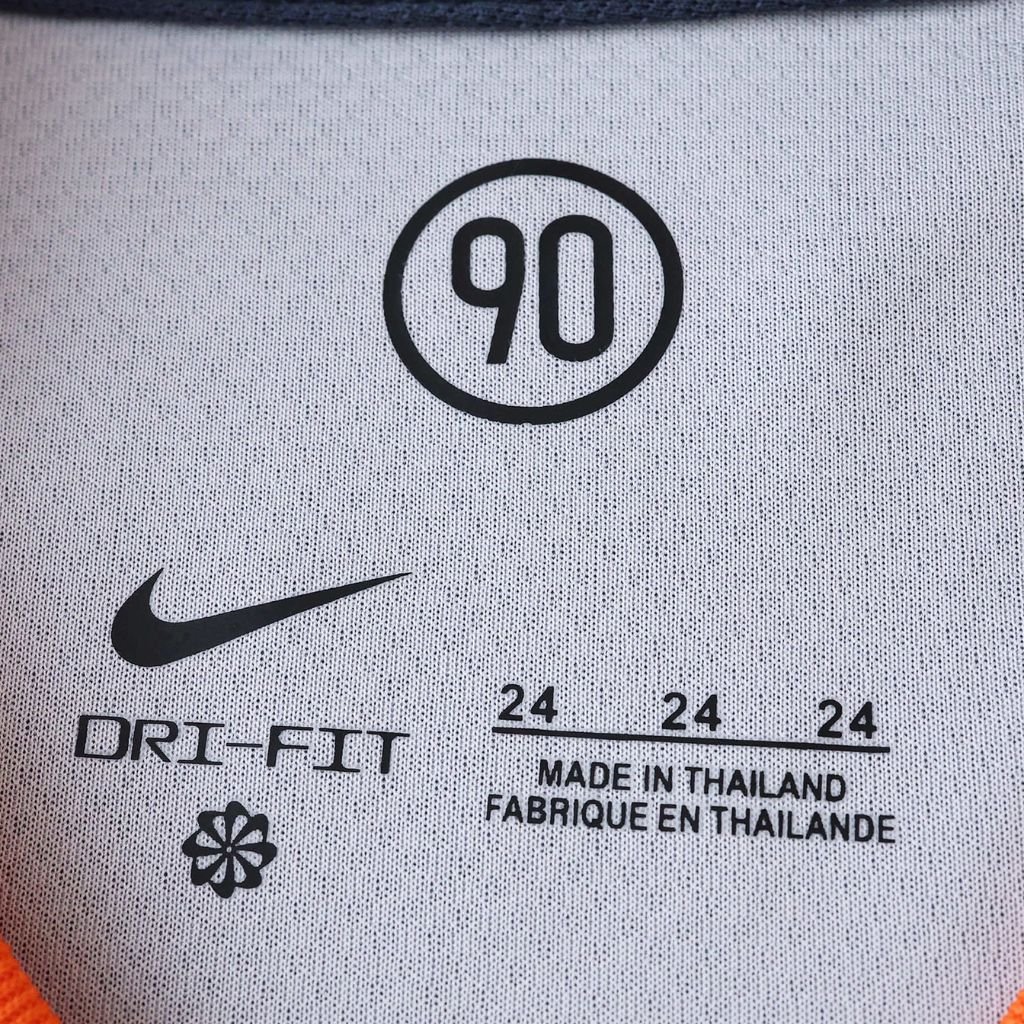 90
DRI-FIT
24 24 24
MADE IN THAILAND
FABRIQUE EN THAILANDE